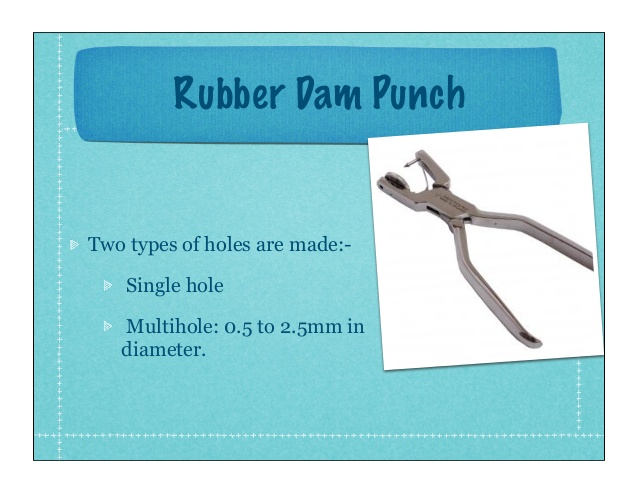 Rubber Dam Punch
Two types of holes are made:-
Single hole
Multihole: 0.5 to 2.5mm in
diameter.